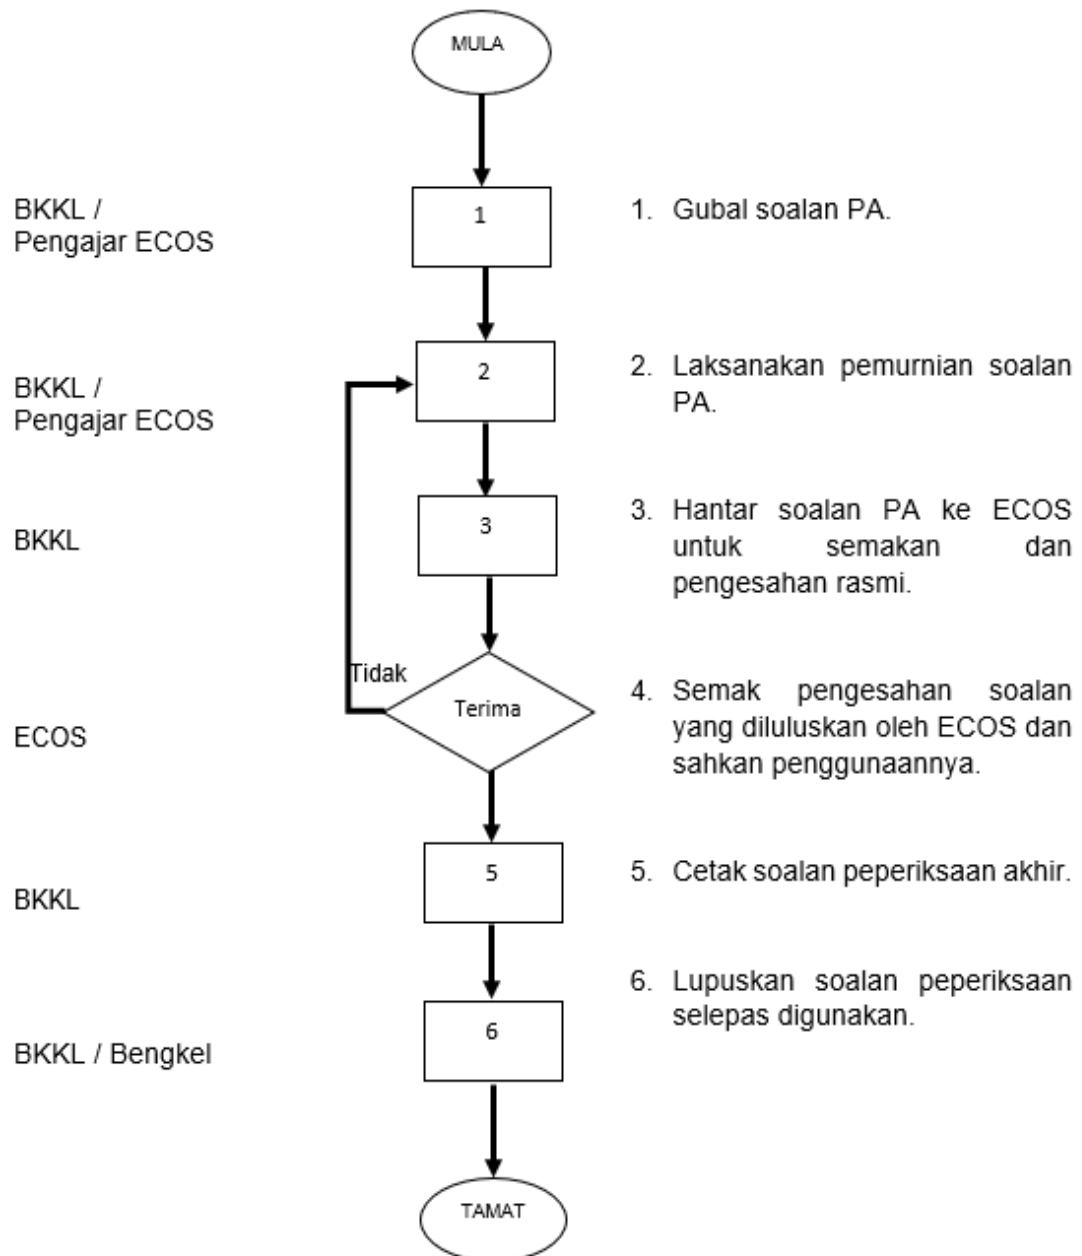 MULA
BKKL /
Pengajar ECOS
1
1. Gubal soalan PA.
BKKL /
Pengajar ECOS
2
2. Laksanakan pemurnian soalan
PA.
BKKL
3
3. Hantar soalan PA ke ECOS
untuk semakan dan
pengesahan rasmi.
Tidak
ECOS
Terima
4. Semak pengesahan soalan
yang diluluskan oleh ECOS dan
sahkan penggunaannya.
BKKL
5
5. Cetak soalan peperiksaan akhir.
BKKL / Bengkel
6
6. Lupuskan soalan peperiksaan
selepas digunakan.
TAMAT